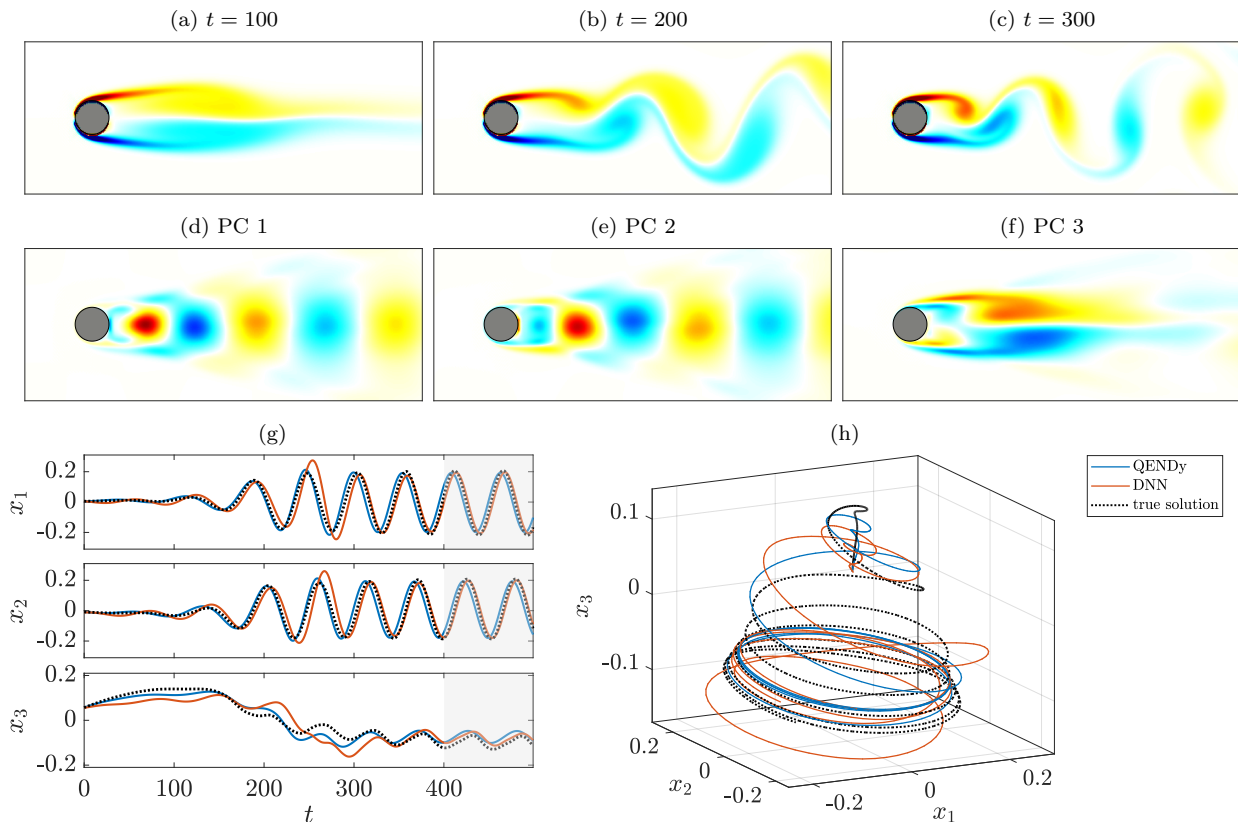 (a) t = 100
(b) t = 200
(c) t = 300
(d) PC 1
(e) PC 2
(f) PC 3
(g)
0.2
0
-0.2
x₁
0.2
0
-0.2
x₂
0.2
0
-0.2
x₃
0
100
200
300
400
t
(h)
0.1
0
-0.1
x₃
0.2
0
-0.2
x₂
-0.2
0
0.2
x₁
QENDy
DNN
true solution